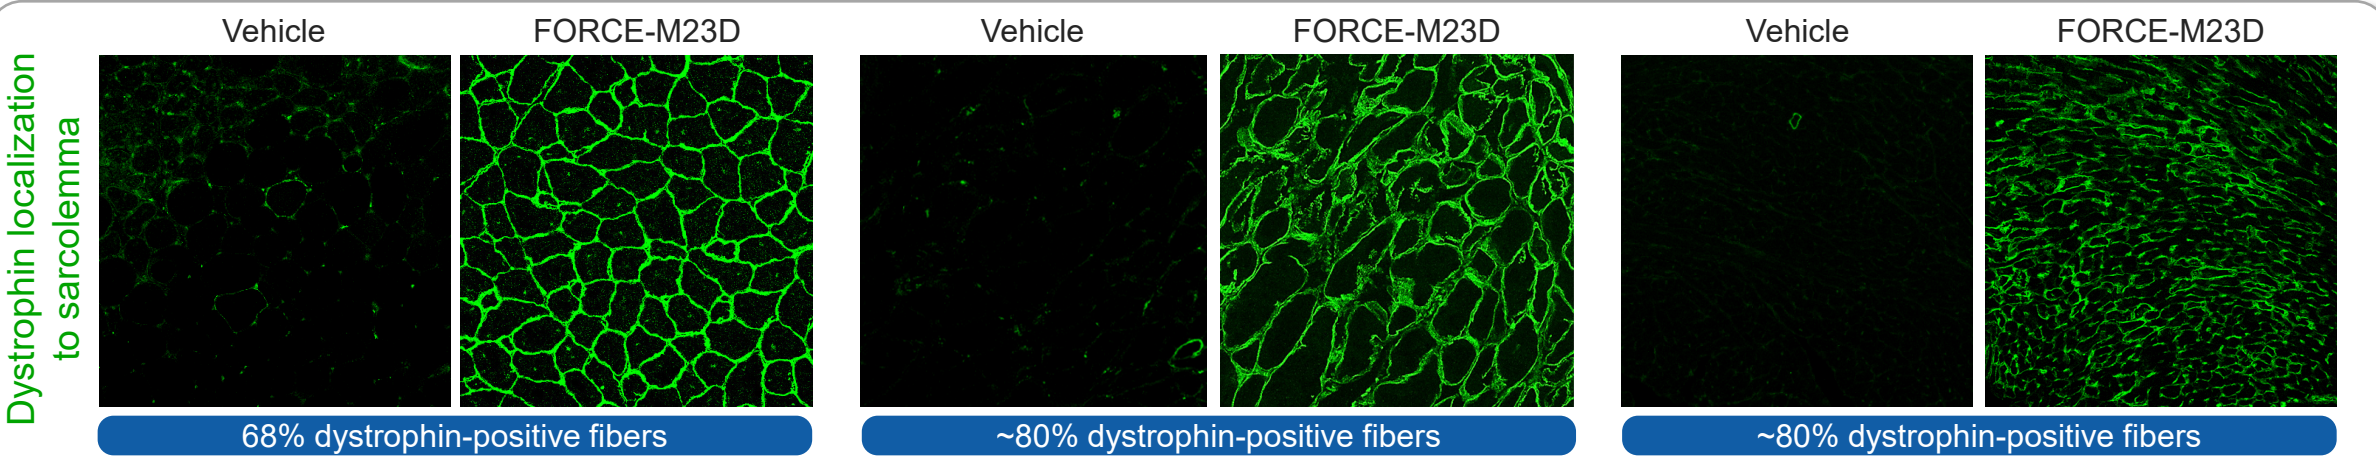 Dystrophin localization
to sarcolemma
Vehicle
FORCE-M23D
Vehicle
FORCE-M23D
Vehicle
FORCE-M23D
68% dystrophin-positive fibers
~80% dystrophin-positive fibers
~80% dystrophin-positive fibers